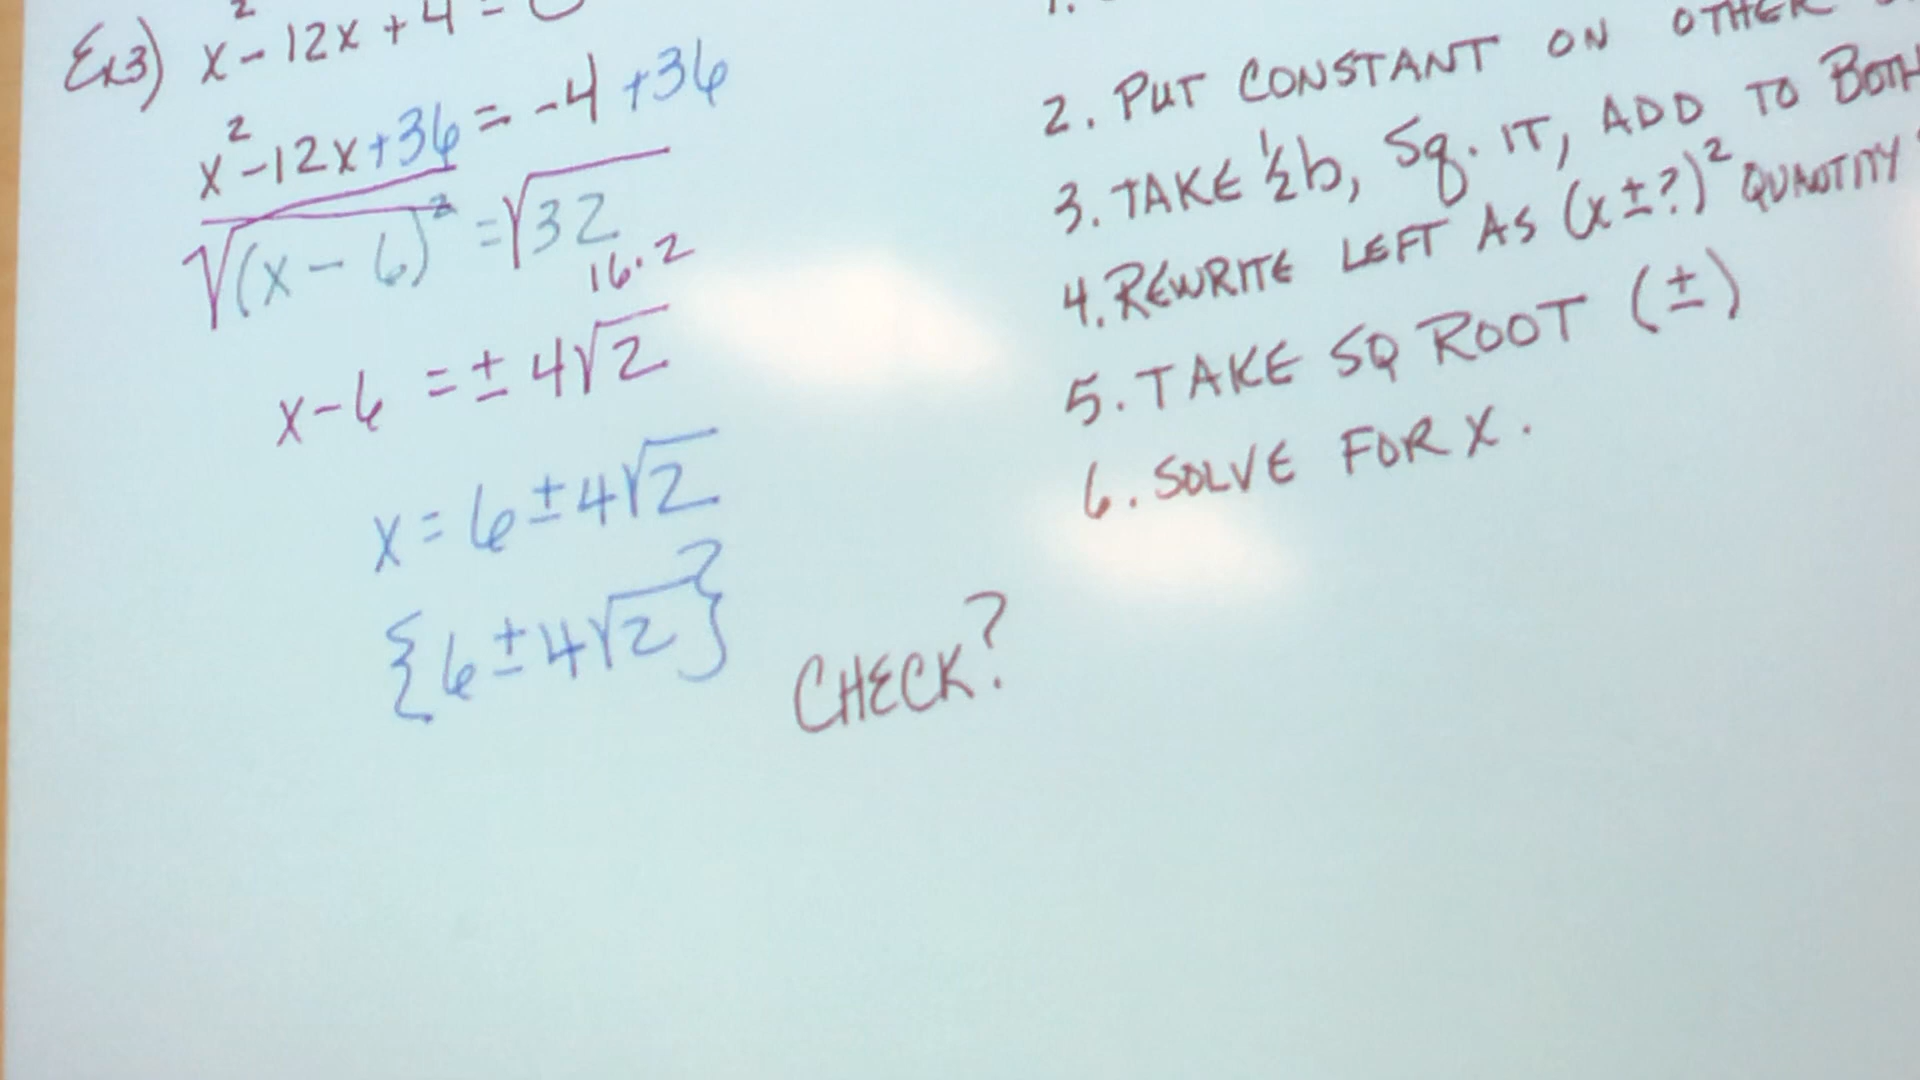 Ex3) x² - 12x + 4 =
x² - 12x + 36 = -4 + 36
√(x - 6)² = √32
16·2
x - 6 = ± 4√2
x = 6 ± 4√2
{6 ± 4√2}
CHECK?
1.
2. PUT CONSTANT ON OTHER
3. TAKE ½b, Sq. IT, ADD TO BOTH
4. REWRITE LEFT AS (x ± ?)² QUANTITY
5. TAKE SQ ROOT (±)
6. SOLVE FOR X.